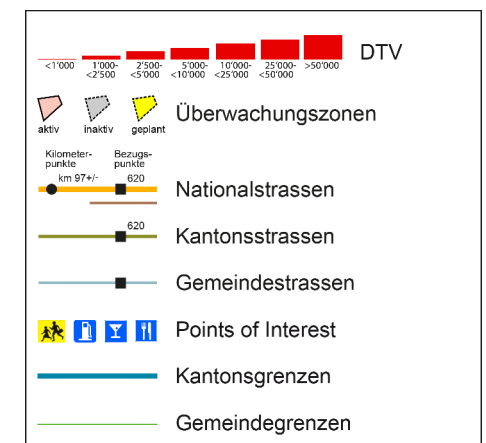 DTV
<1'000 1'000- 2'500- 5'000- 10'000- 25'000- >50'000
<2'500 <5'000 <10'000 <25'000 <50'000
Überwachungszonen
aktiv inaktiv geplant
Kilometer- Bezugs-
punkte punkte
km 97+/- 620
Nationalstrassen
620
Kantonsstrassen
Gemeindestrassen
Points of Interest
Kantonsgrenzen
Gemeindegrenzen